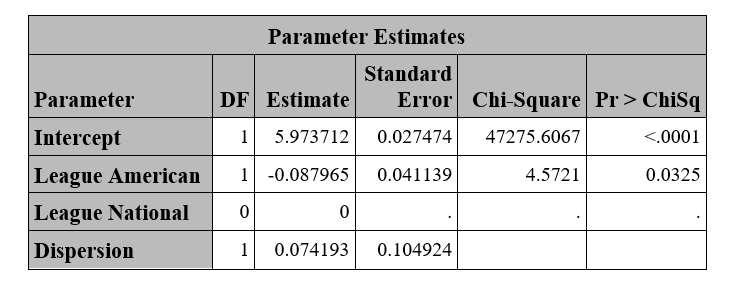 Parameter Estimates
Parameter DF Estimate Standard Error Chi-Square Pr > ChiSq
Intercept 1 5.973712 0.027474 47275.6067 <.0001
League American 1 -0.087965 0.041139 4.5721 0.0325
League National 0 0 . . .
Dispersion 1 0.074193 0.104924